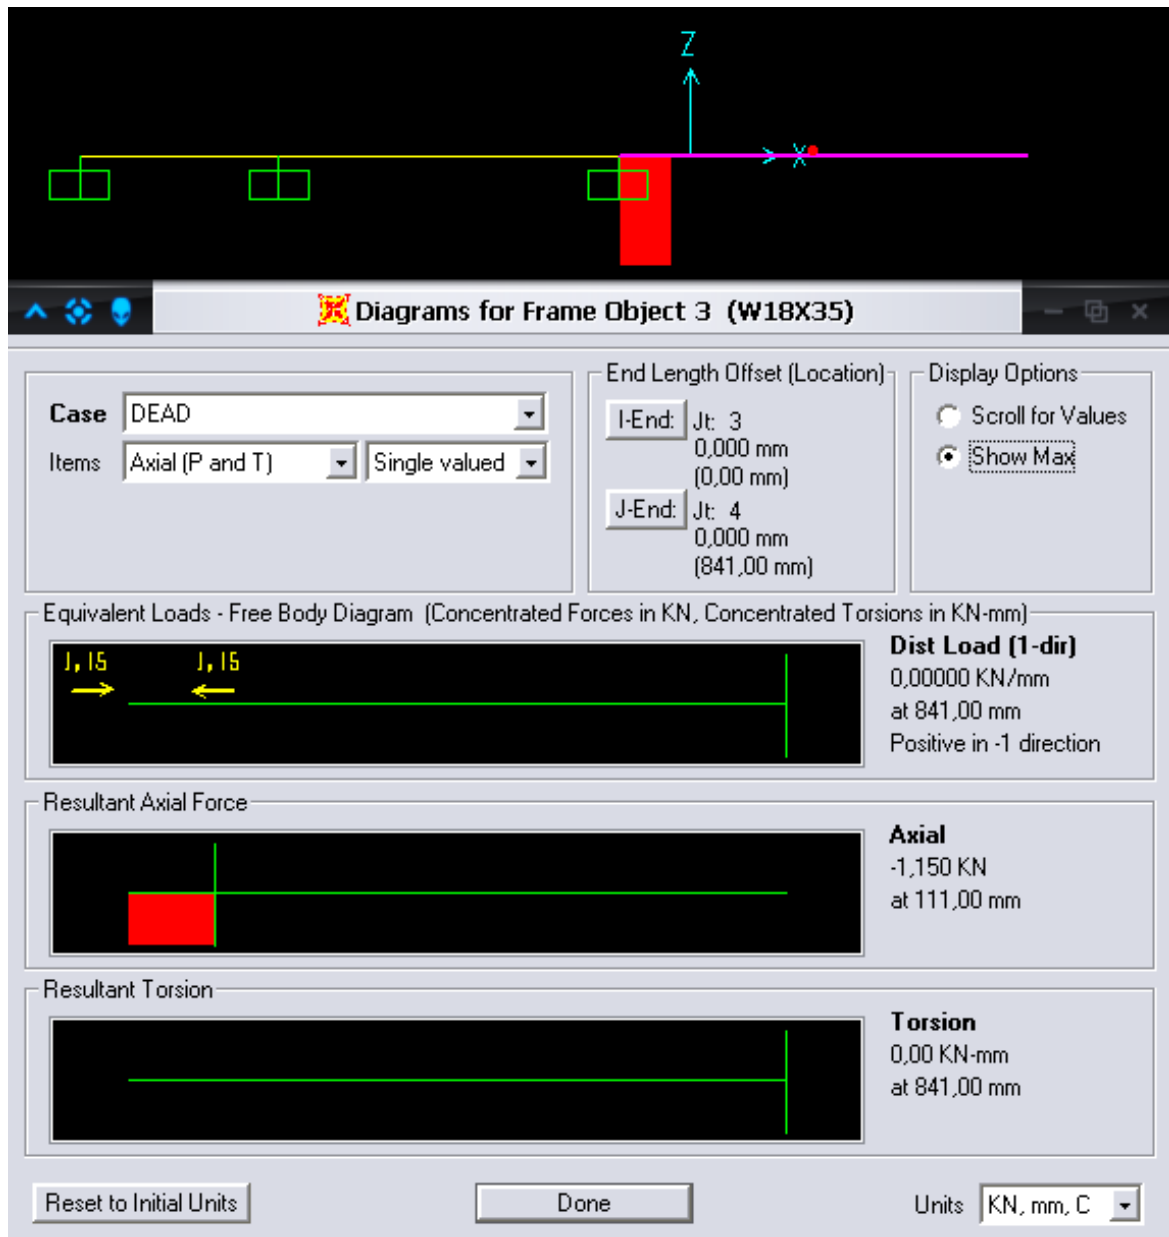 Z
X
Diagrams for Frame Object 3 (W18X35)
Case DEAD
Items Axial (P and T) Single valued
End Length Offset (Location)
I-End: Jt: 3
0,000 mm
(0,00 mm)
J-End: Jt: 4
0,000 mm
(841,00 mm)
Display Options
Scroll for Values
Show Max
Equivalent Loads - Free Body Diagram (Concentrated Forces in KN, Concentrated Torsions in KN-mm)
1,15 1,15
Dist Load (1-dir)
0,00000 KN/mm
at 841,00 mm
Positive in -1 direction
Resultant Axial Force
Axial
-1,150 KN
at 111,00 mm
Resultant Torsion
Torsion
0,00 KN-mm
at 841,00 mm
Reset to Initial Units Done Units KN, mm, C